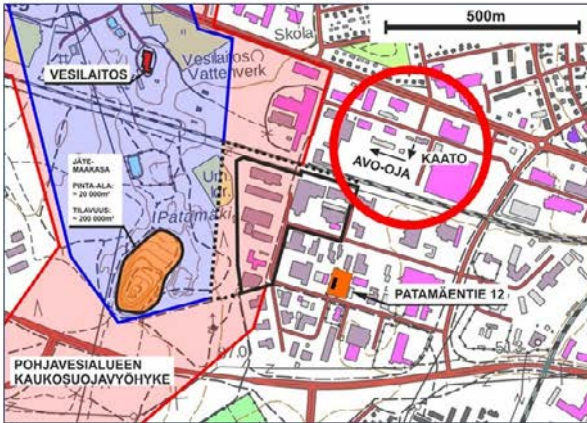 500m
Skola
VESILAITOS
Vesilaitos
Vattenverk
KAATO
AVO-OJA
JÄTE-
MAAKASA
PINTA-ALA:
~ 20 000m²
TILAVUUS:
~ 200 000m³
Patamäki
PATAMÄENTIE 12
POHJAVESIALUEEN
KAUKOSUOJAVYÖHYKE